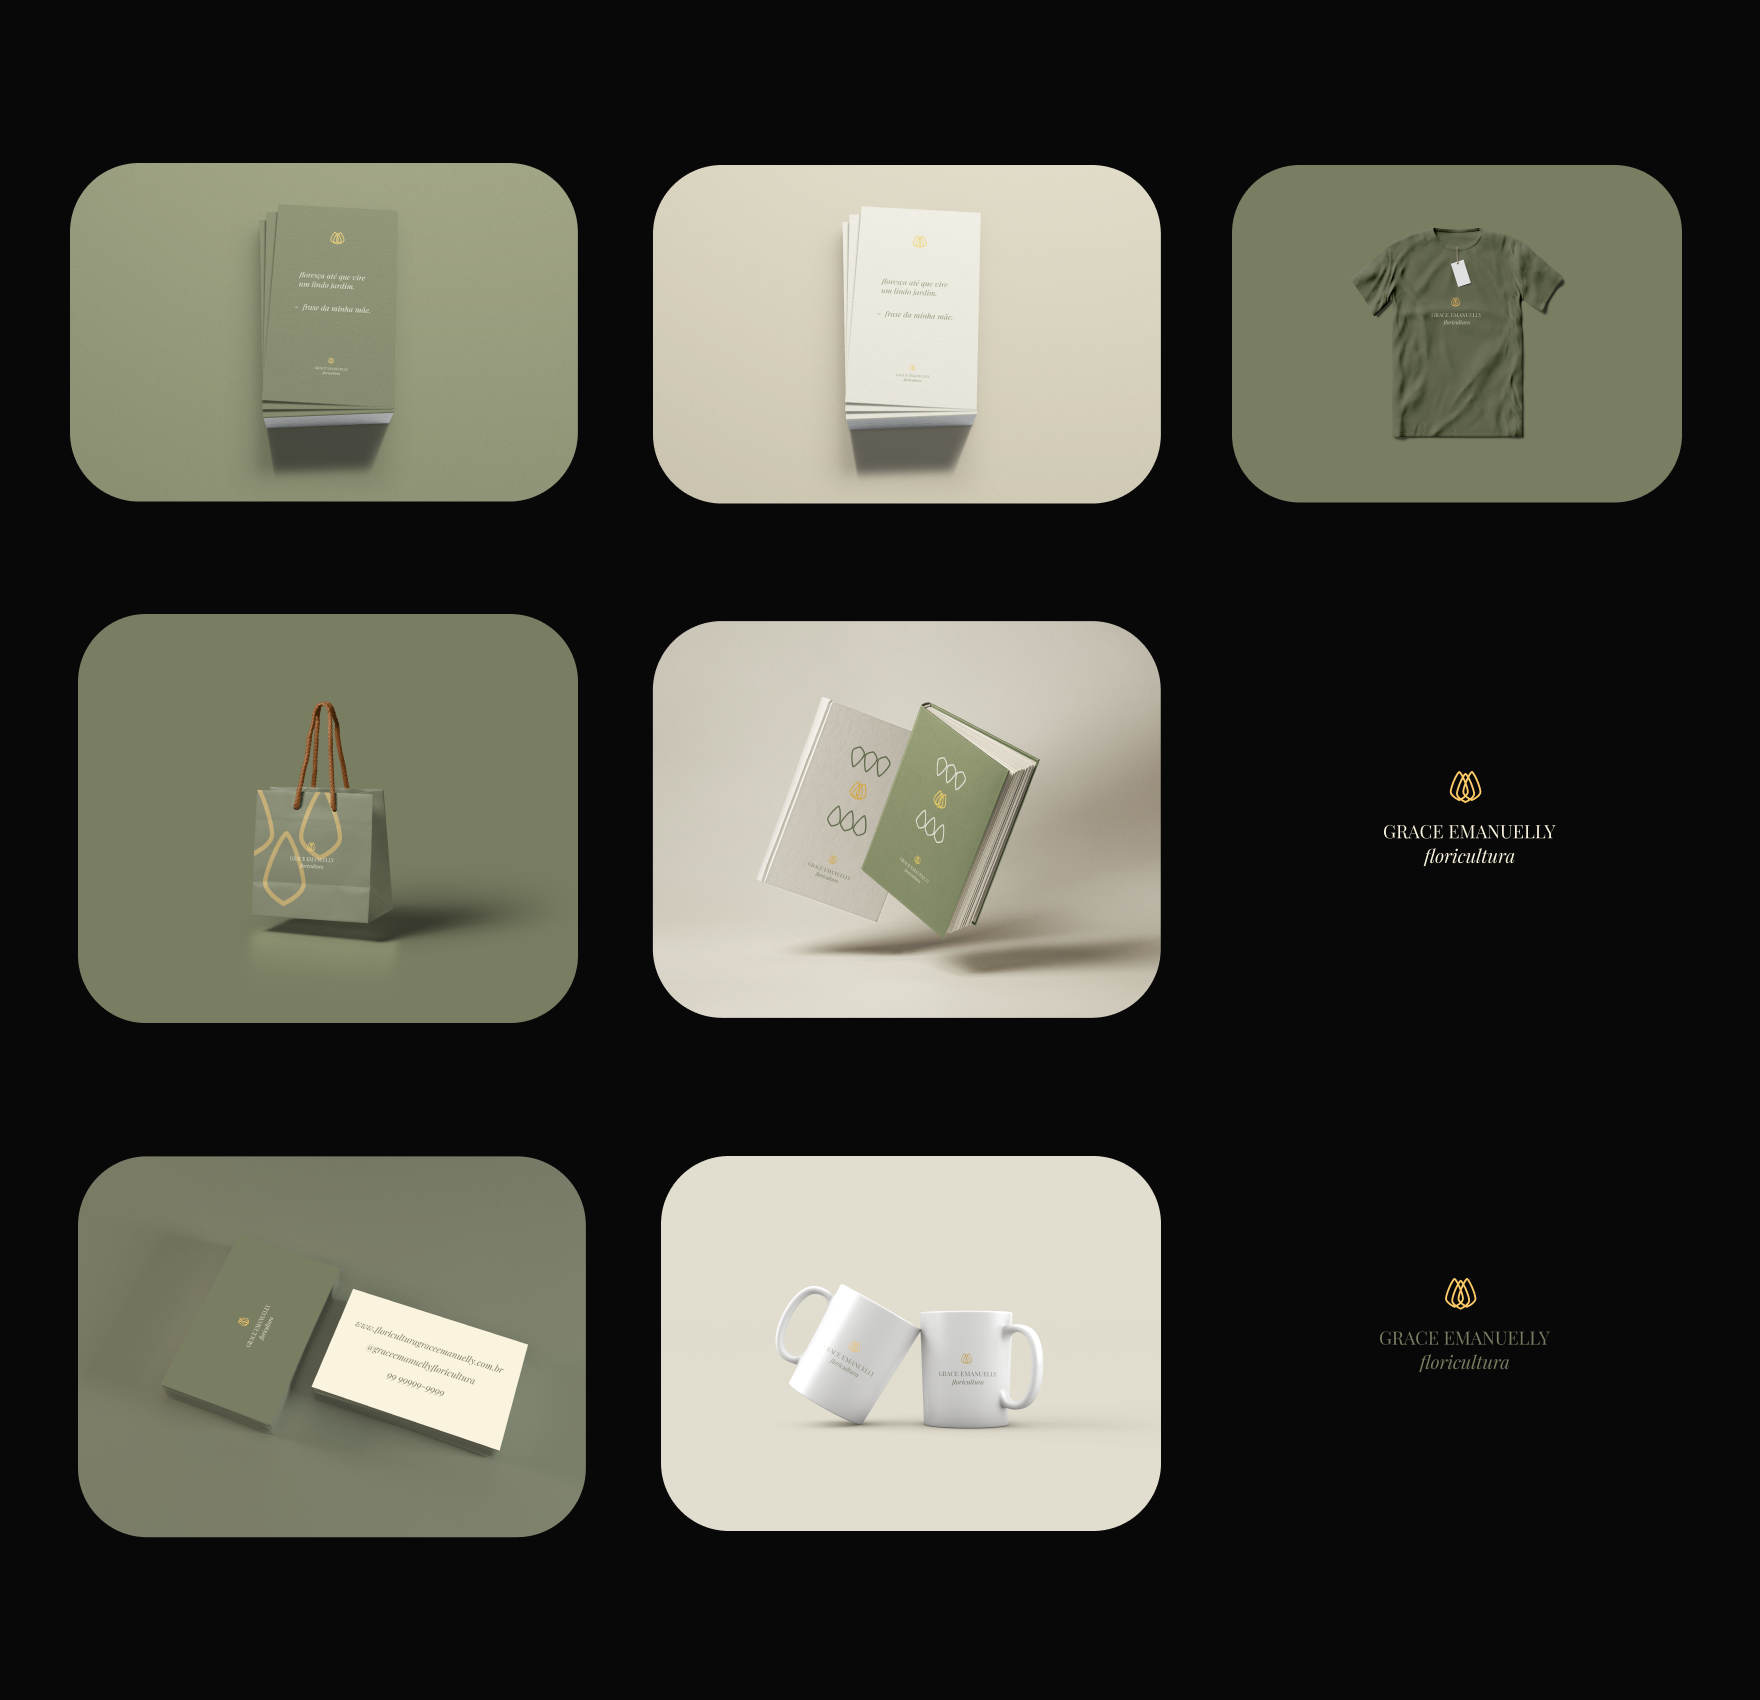 floresça até que vire
um lindo jardim.
- frase da minha mãe.
GRACE EMANUELLY
floricultura
floresça até que vire
um lindo jardim.
- frase da minha mãe.
GRACE EMANUELLY
floricultura
GRACE EMANUELLY
floricultura
GRACE EMANUELLY
floricultura
GRACE EMANUELLY
floricultura
GRACE EMANUELLY
floricultura
GRACE EMANUELLY
floricultura
GRACE EMANUELLY
floricultura
www.floriculturagraceemanuelly.com.br
@graceemanuellyfloricultura
99 99999-9999
GRACE EMANUELLY
floricultura
GRACE EMANUELLY
floricultura
GRACE EMANUELLY
floricultura